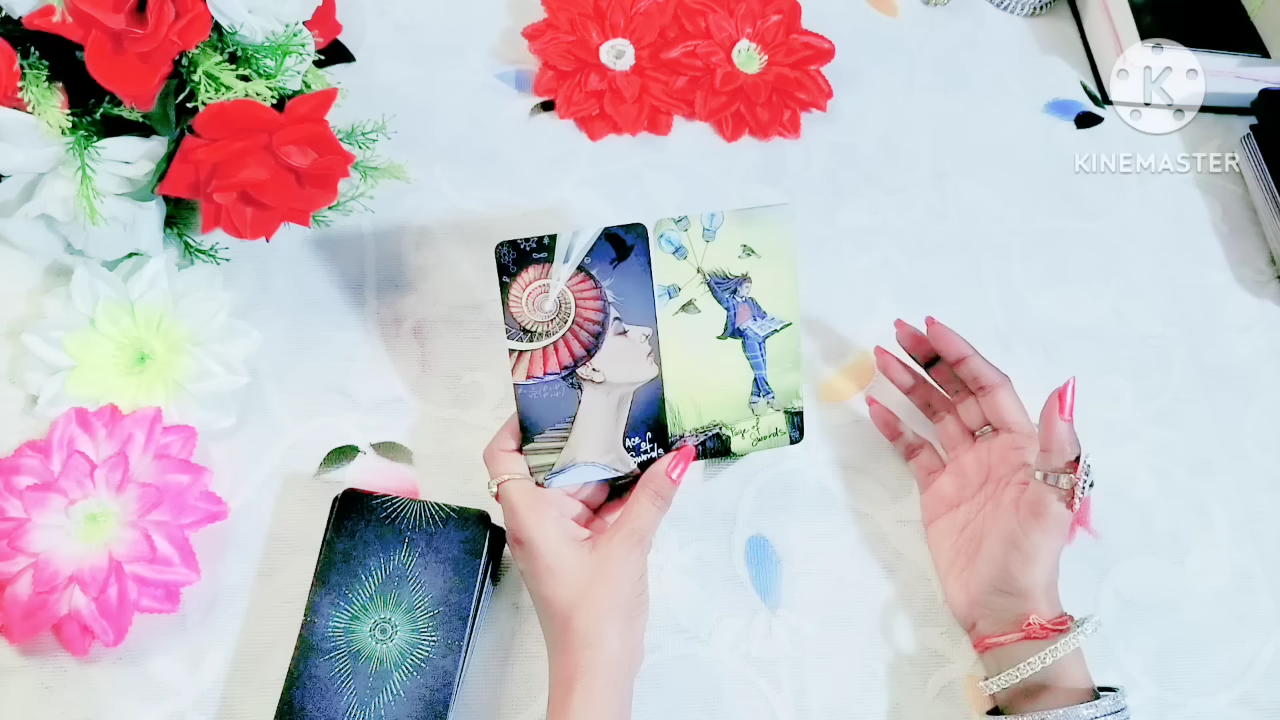 K
KINEMASTER
Ace of
Swords
Page of
Swords